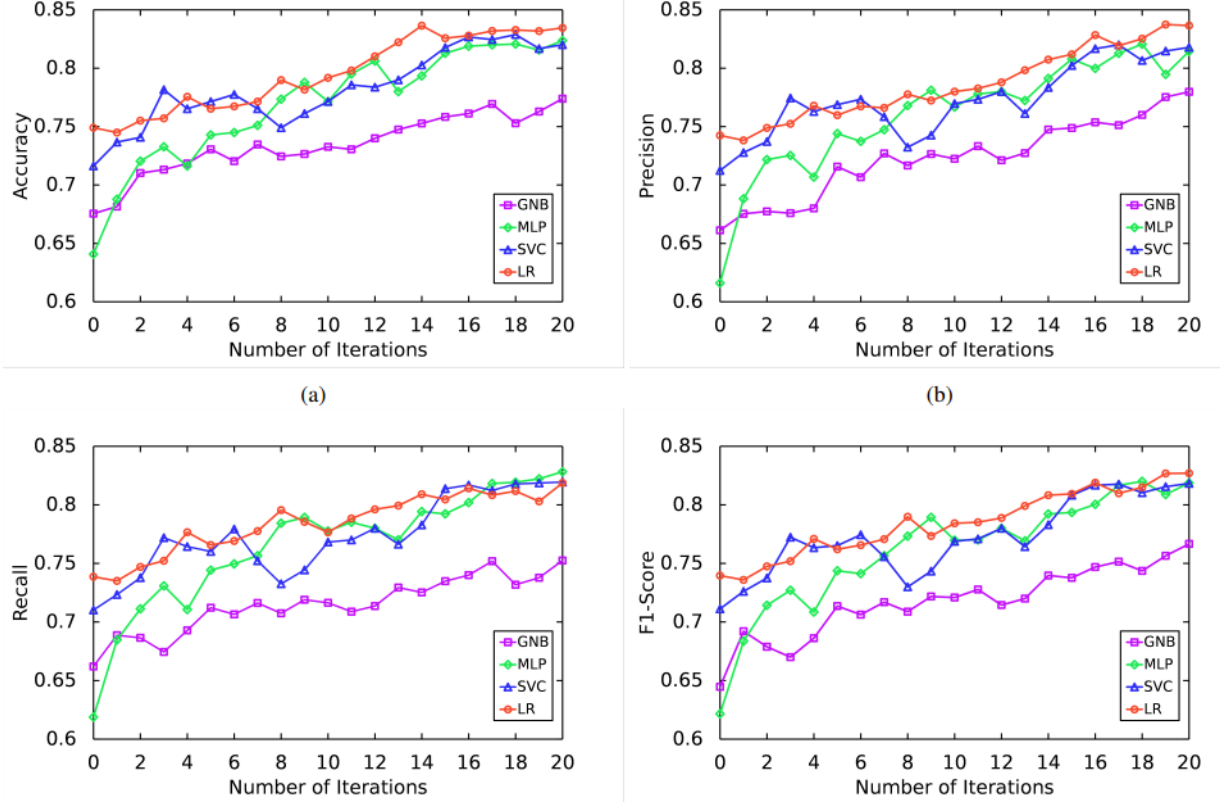 0.85
0.8
0.75
0.7
0.65
0.6
Accuracy
GNB
MLP
SVC
LR
0 2 4 6 8 10 12 14 16 18 20
Number of Iterations
(a)
0.85
0.8
0.75
0.7
0.65
0.6
Precision
GNB
MLP
SVC
LR
0 2 4 6 8 10 12 14 16 18 20
Number of Iterations
(b)
0.85
0.8
0.75
0.7
0.65
0.6
Recall
GNB
MLP
SVC
LR
0 2 4 6 8 10 12 14 16 18 20
Number of Iterations
0.85
0.8
0.75
0.7
0.65
0.6
F1-Score
GNB
MLP
SVC
LR
0 2 4 6 8 10 12 14 16 18 20
Number of Iterations